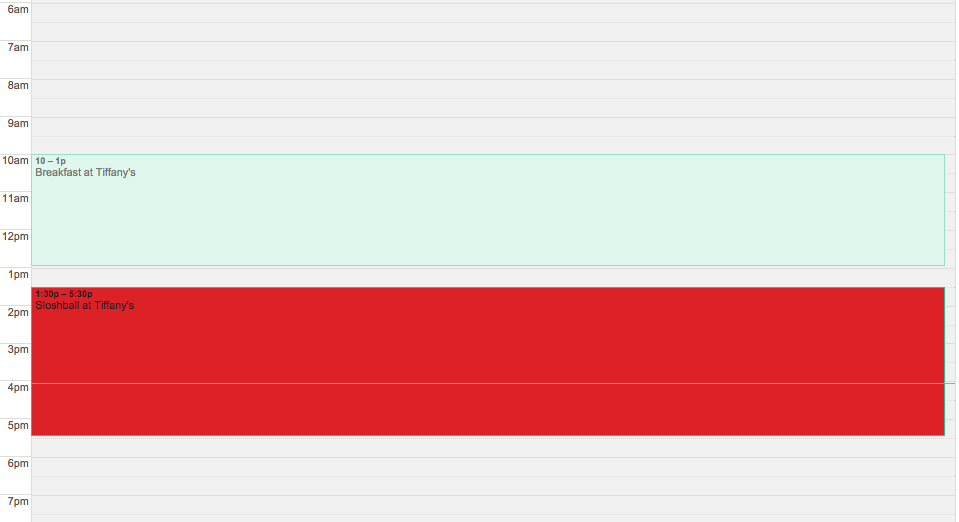 6am
7am
8am
9am
10am
10 – 1p
Breakfast at Tiffany's
11am
12pm
1pm
1:30p – 5:30p
Sloshball at Tiffany's
2pm
3pm
4pm
5pm
6pm
7pm